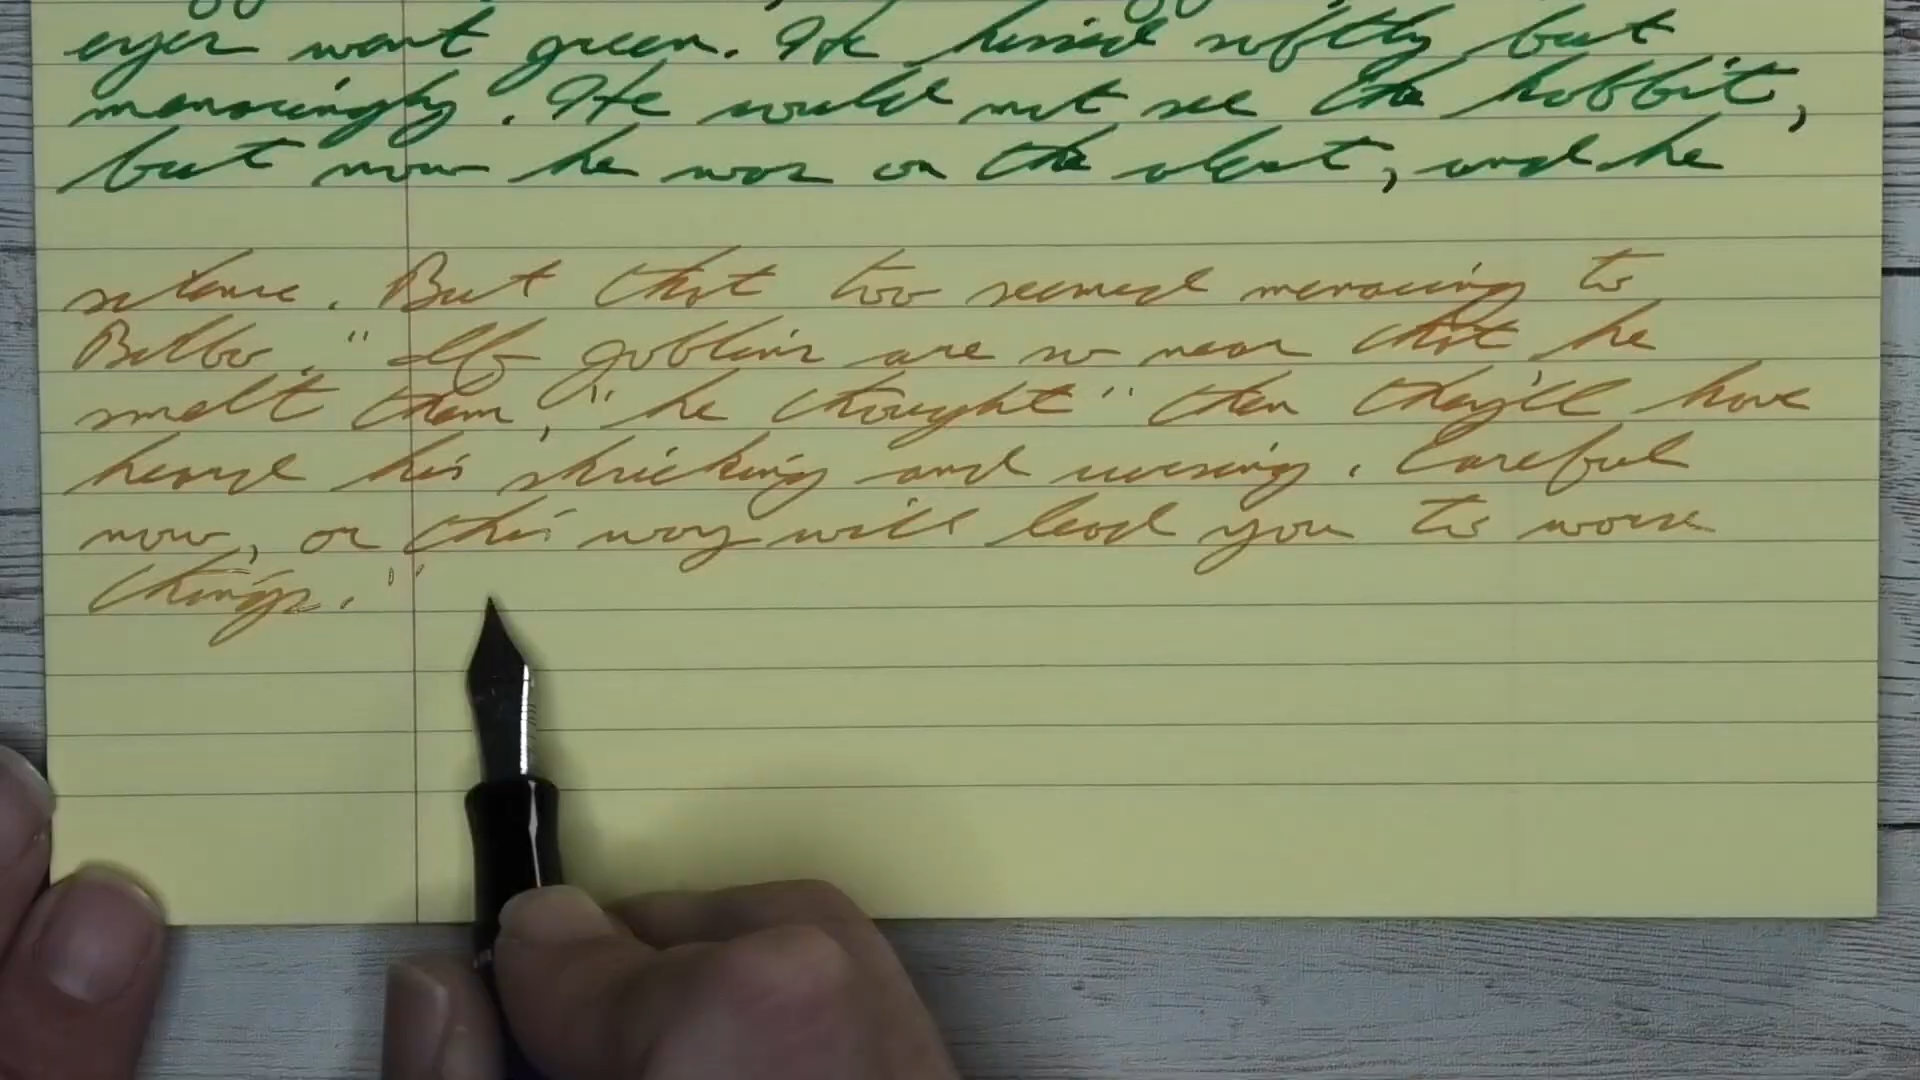 eyes went green. He hissed softly but
menacingly. He could not see the hobbit,
but now he was on the alert, and he
silence. But that too seemed menacing to
Bilbo. "If goblins are so near that he
smelt them," he thought "then they'll have
heard his shrieking and cursing. Careful
now, or this way will lead you to worse
things."